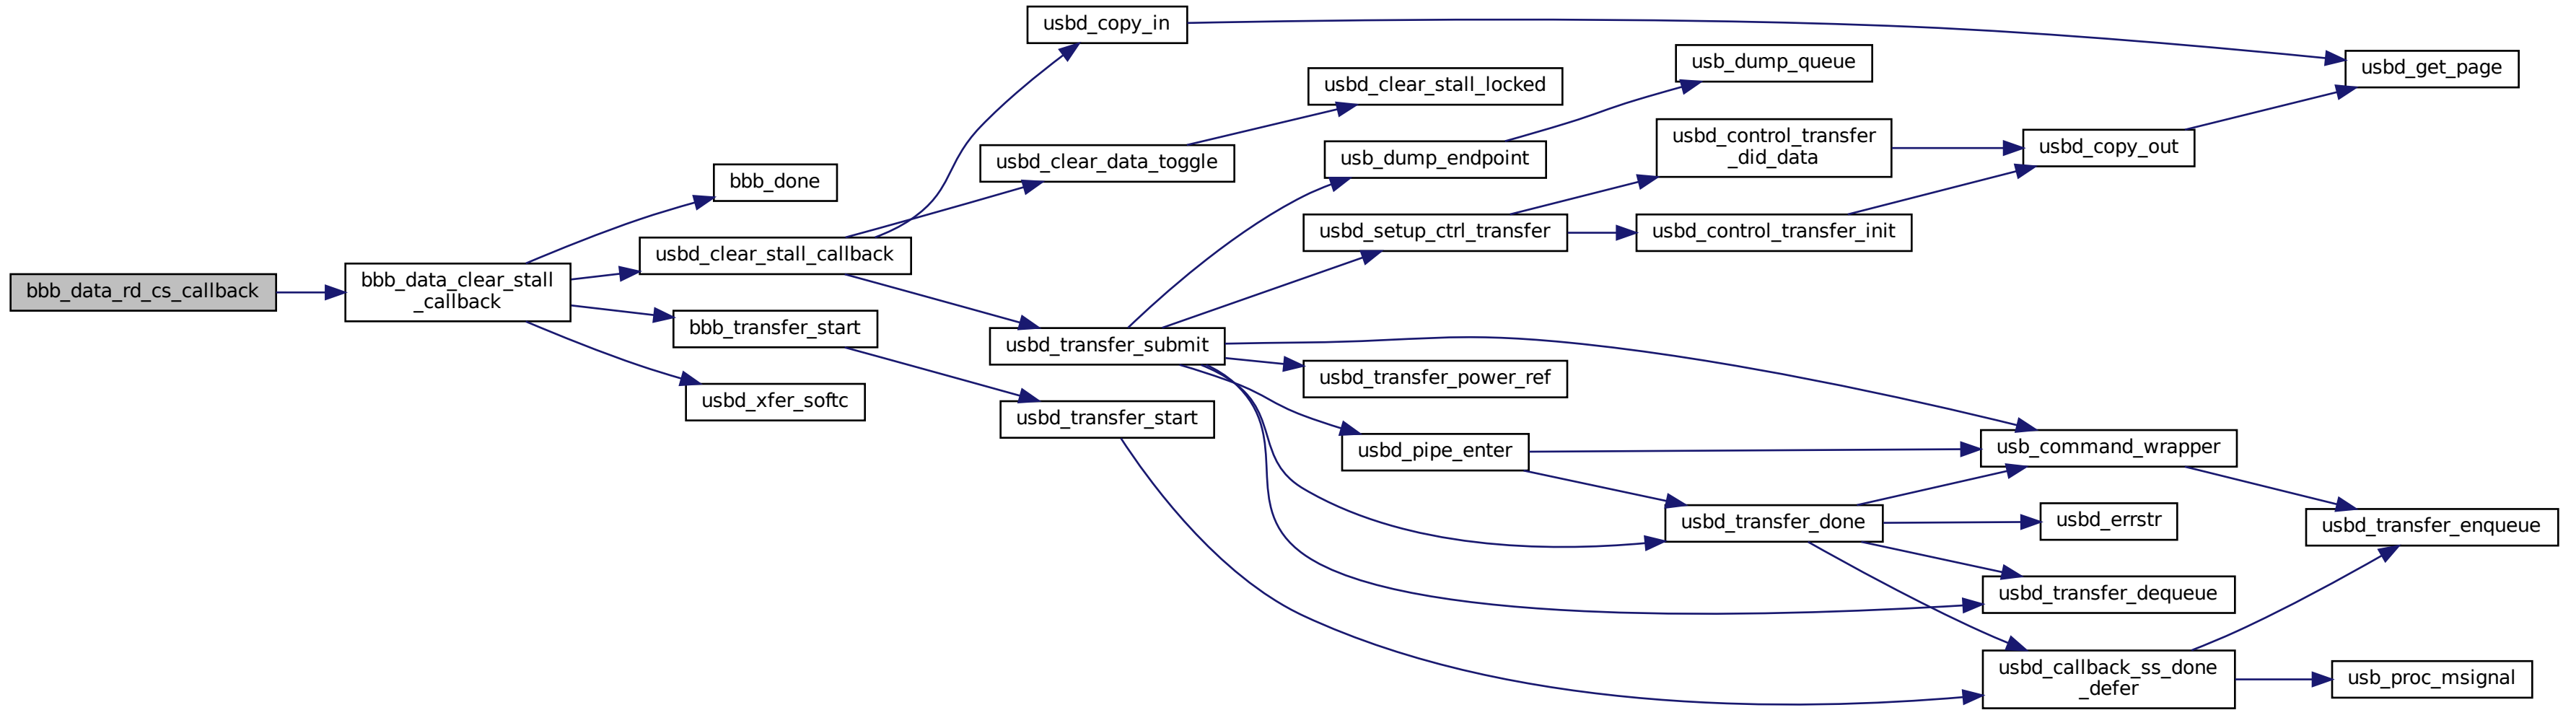 bbb_data_rd_cs_callback
bbb_data_clear_stall
_callback
bbb_done
usbd_clear_stall_callback
bbb_transfer_start
usbd_xfer_softc
usbd_copy_in
usbd_clear_data_toggle
usbd_transfer_submit
usbd_transfer_start
usbd_clear_stall_locked
usb_dump_endpoint
usbd_setup_ctrl_transfer
usbd_transfer_power_ref
usbd_pipe_enter
usb_dump_queue
usbd_control_transfer
_did_data
usbd_control_transfer_init
usbd_transfer_done
usbd_copy_out
usb_command_wrapper
usbd_errstr
usbd_transfer_dequeue
usbd_callback_ss_done
_defer
usbd_get_page
usbd_transfer_enqueue
usb_proc_msignal